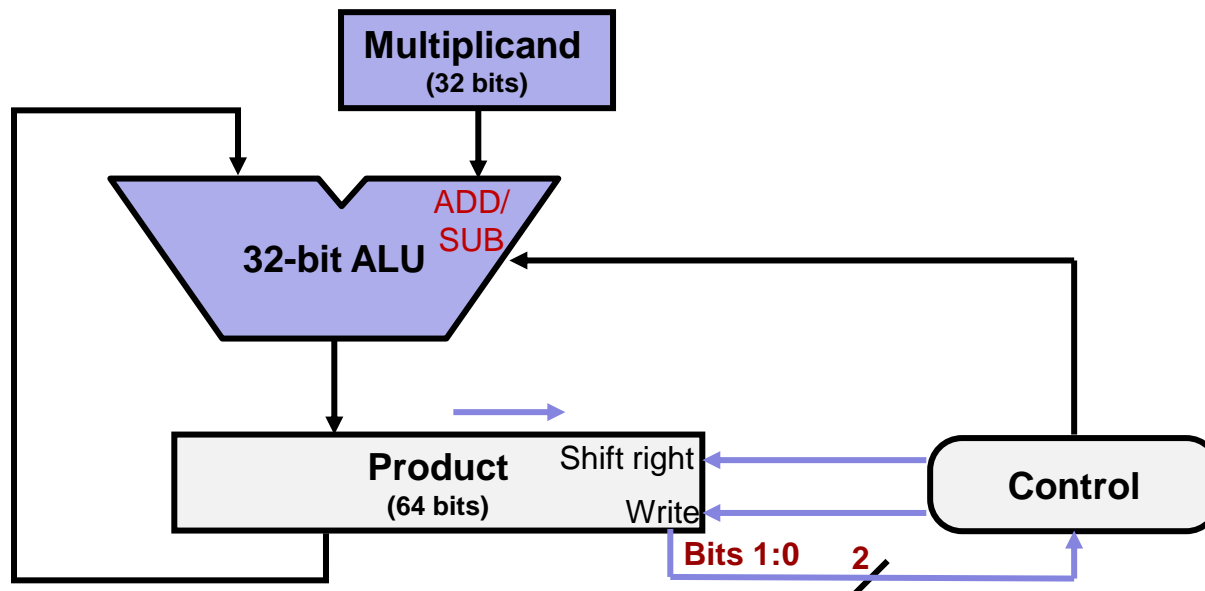 Multiplicand
(32 bits)
ADD/
SUB
32-bit ALU
Product
(64 bits)
Shift right
Write
Control
Bits 1:0
2